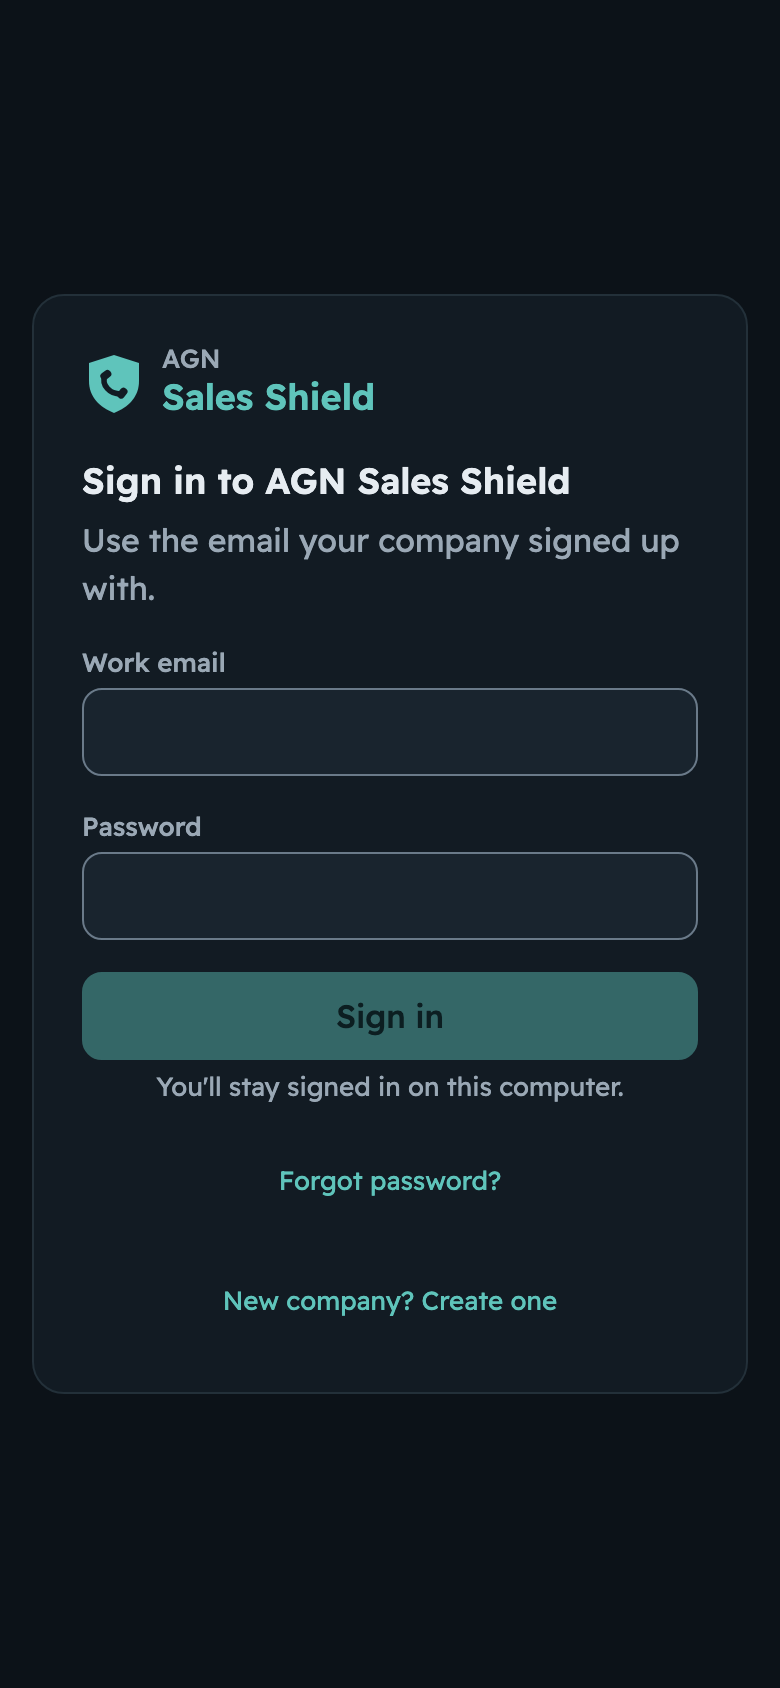 AGN
Sales Shield
Sign in to AGN Sales Shield
Use the email your company signed up
with.
Work email
Password
Sign in
You'll stay signed in on this computer.
Forgot password?
New company? Create one